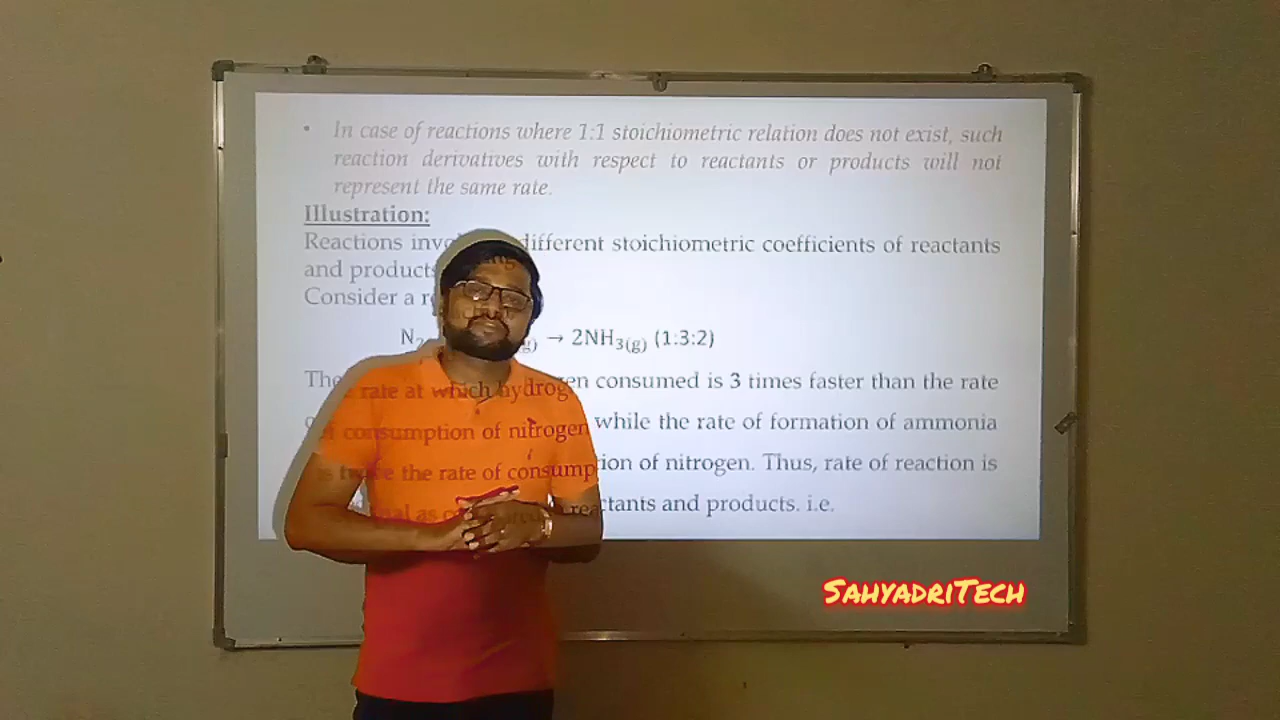 • In case of reactions where 1:1 stoichiometric relation does not exist, such
reaction derivatives with respect to reactants or products will not
represent the same rate.
Illustration:
Reactions different stoichiometric coefficients of reactants
and products
Consider a
N₂ → 2NH₃(g) (1:3:2)
The rate at which hydrogen consumed is 3 times faster than the rate
of consumption of nitrogen while the rate of formation of ammonia
is twice the rate of consumption of nitrogen. Thus, rate of reaction is
as reactants and products. i.e.
SAHYADRITECH